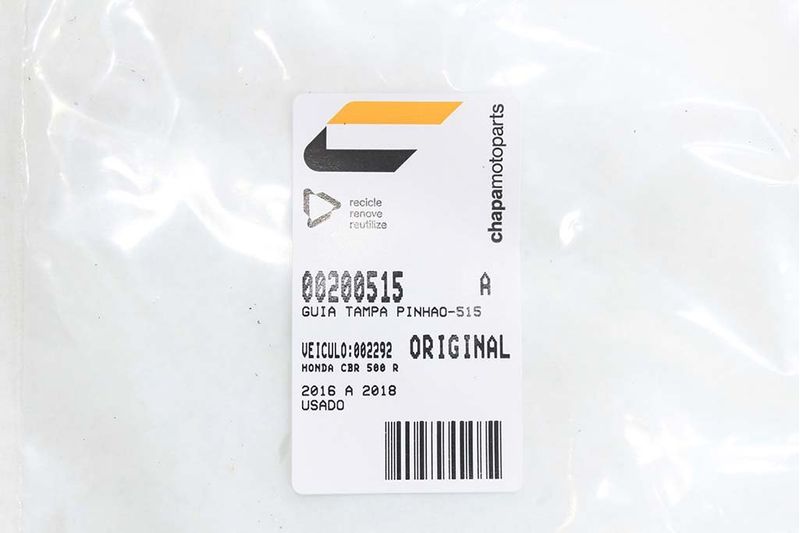 chapamotoparts
recicle
renove
reutilize
00200515 A
GUIA TAMPA PINHAO-515
VEICULO:002292 ORIGINAL
HONDA CBR 500 R
2016 A 2018
USADO